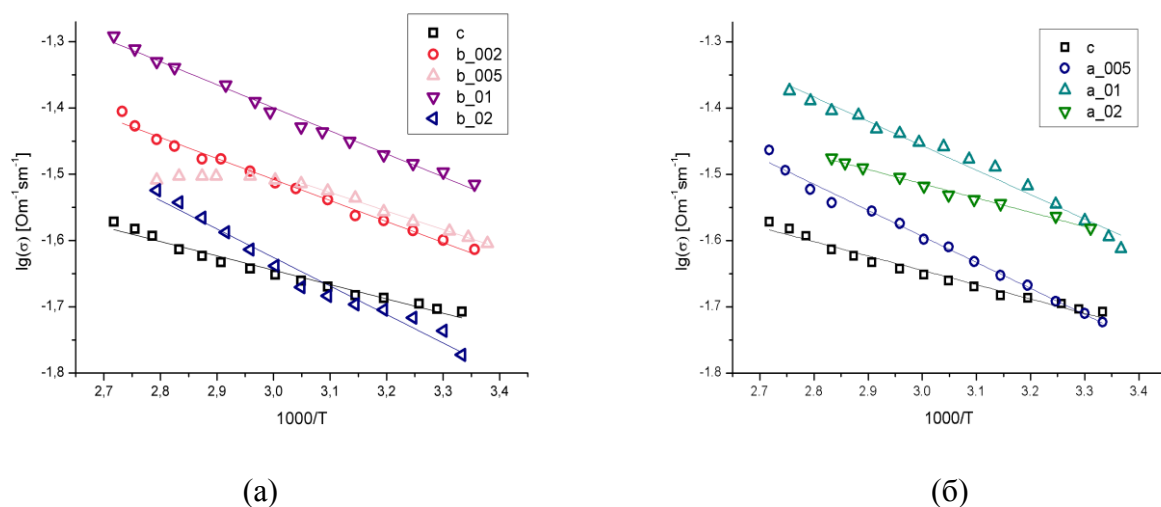 c
b_002
b_005
b_01
b_02
-1,3
-1,4
-1,5
-1,6
-1,7
-1,8
lg(σ) [Om⁻¹sm⁻¹]
2,7 2,8 2,9 3,0 3,1 3,2 3,3 3,4
1000/T
(а)
c
a_005
a_01
a_02
-1.3
-1.4
-1.5
-1.6
-1.7
-1.8
lg(σ) [Om⁻¹sm⁻¹]
2.7 2.8 2.9 3.0 3.1 3.2 3.3 3.4
1000/T
(б)